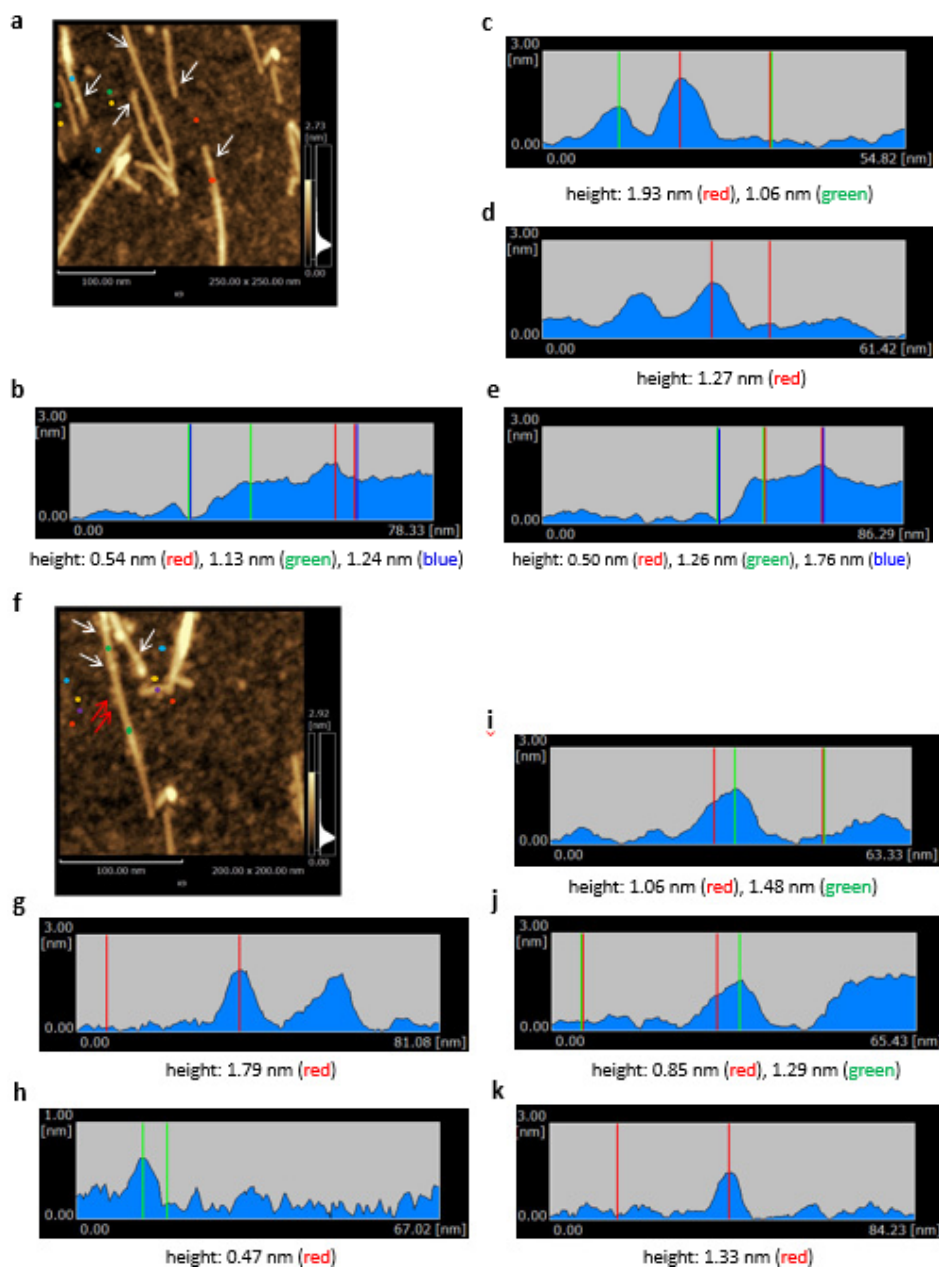 a
2.73
[nm]
0.00
100.00 nm
250.00 x 250.00 NM
x9
c
3.00
[nm]
0.00
0.00
54.82 [nm]
height: 1.93 nm (red), 1.06 nm (green)
d
3.00
[nm]
0.00
0.00
61.42 [nm]
height: 1.27 nm (red)
b
3.00
[nm]
0.00
0.00
78.33 [nm]
height: 0.54 nm (red), 1.13 nm (green), 1.24 nm (blue)
e
3.00
[nm]
0.00
0.00
86.29 [nm]
height: 0.50 nm (red), 1.26 nm (green), 1.76 nm (blue)
f
2.92
[nm]
0.00
100.00 nm
200.00 x 200.00 NM
x9
i
3.00
[nm]
0.00
0.00
63.33 [nm]
height: 1.06 nm (red), 1.48 nm (green)
g
3.00
[nm]
0.00
0.00
81.08 [nm]
height: 1.79 nm (red)
j
3.00
[nm]
0.00
0.00
65.43 [nm]
height: 0.85 nm (red), 1.29 nm (green)
h
1.00
[nm]
0.00
0.00
67.02 [nm]
height: 0.47 nm (red)
k
3.00
[nm]
0.00
0.00
84.23 [nm]
height: 1.33 nm (red)